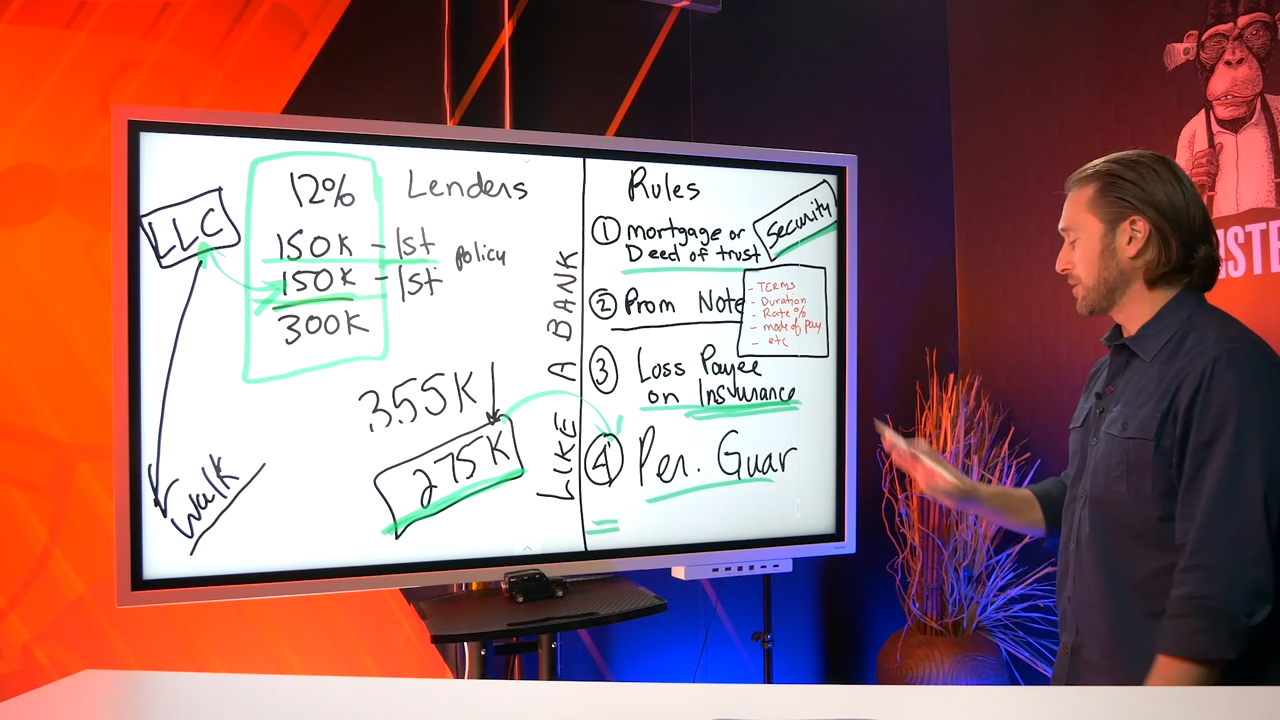 12%
Lenders
LLC
150K - 1st
policy
150K - 1st
300K
355K
275K
Walk
LIKE A BANK
Rules
Security
① mortgage or
Deed of trust
② Prom Note
- Terms
- Duration
- Rate %
- mode of pay
- etc
③ Loss Payee
on Insurance
④ Per. Guar